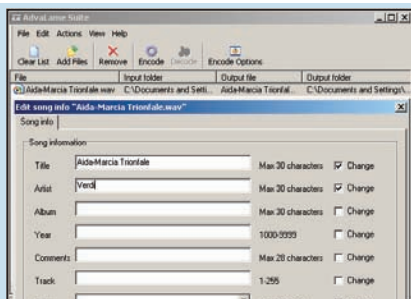 AdvaLame Suite
File Edit Actions View Help
Clear List Add Files Remove Encode Decode Encode Options
File Input folder Output file Output folder
Aida-Marcia Trionfale.wav C:\Documents and Setti... Aida-Marcia Trionfal... C:\Documents and Settings\...
Edit song info "Aida-Marcia Trionfale.wav"
Song info
Song information
Title Aida-Marcia Trionfale Max 30 characters Change
Artist Verdi Max 30 characters Change
Album Max 30 characters Change
Year 1000-9999 Change
Comments Max 28 characters Change
Track 1-255 Change